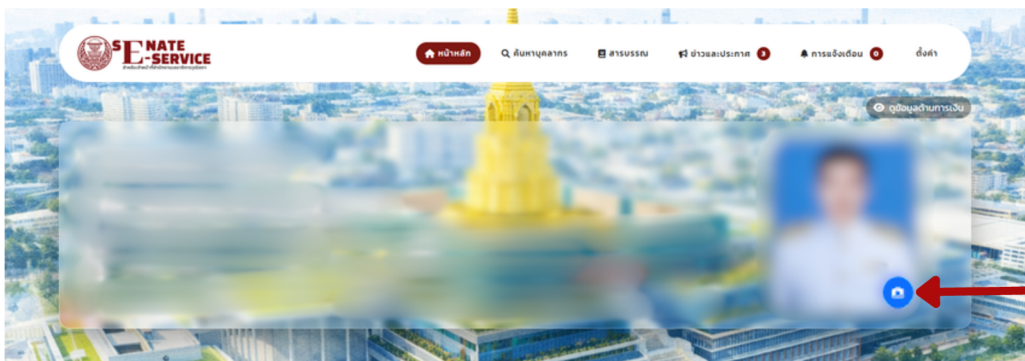 SENATE
E-SERVICE
หน้าหลัก
ค้นหาบุคลากร
สารบรรณ
ข่าวและประกาศ 3
การแจ้งเตือน 0
ตั้งค่า
ดูข้อมูลด้านการเงิน